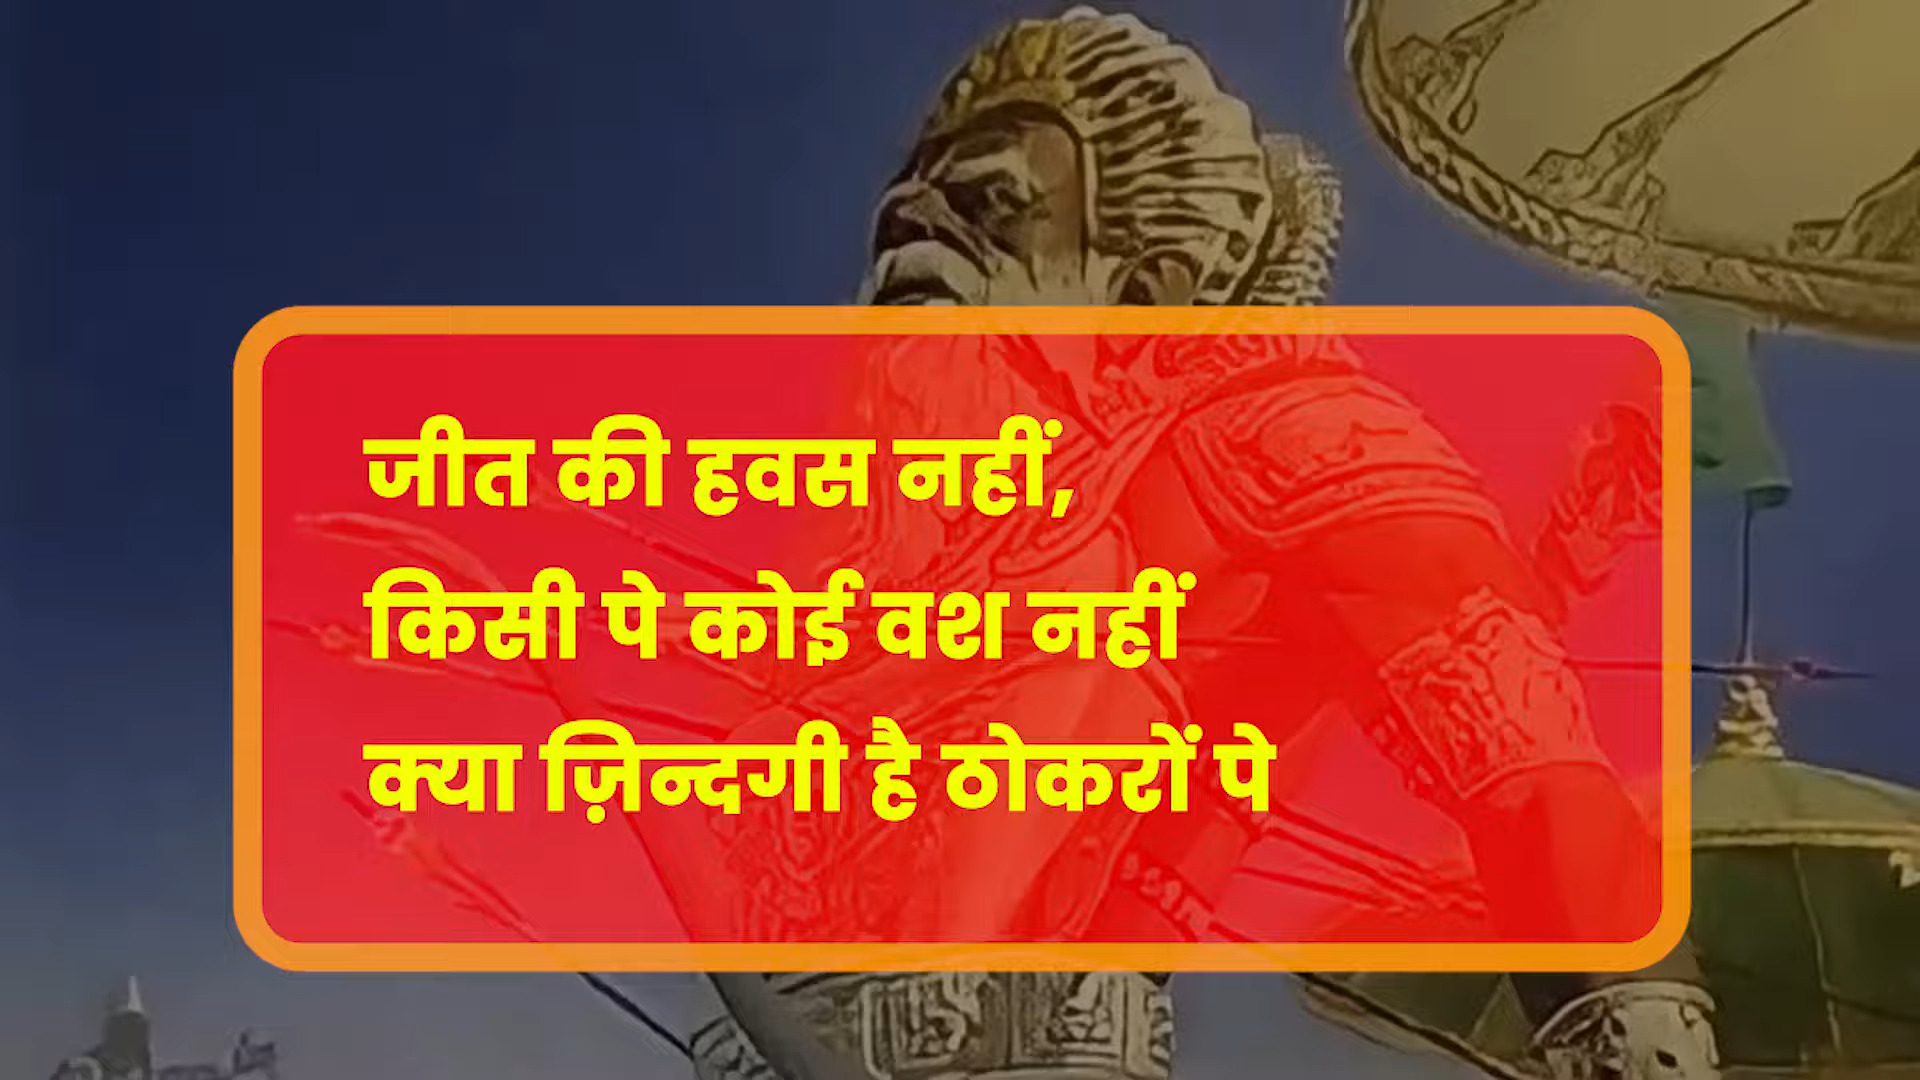 जीत की हवस नहीं,
किसी पे कोई वश नहीं
क्या ज़िन्दगी है ठोकरों पे